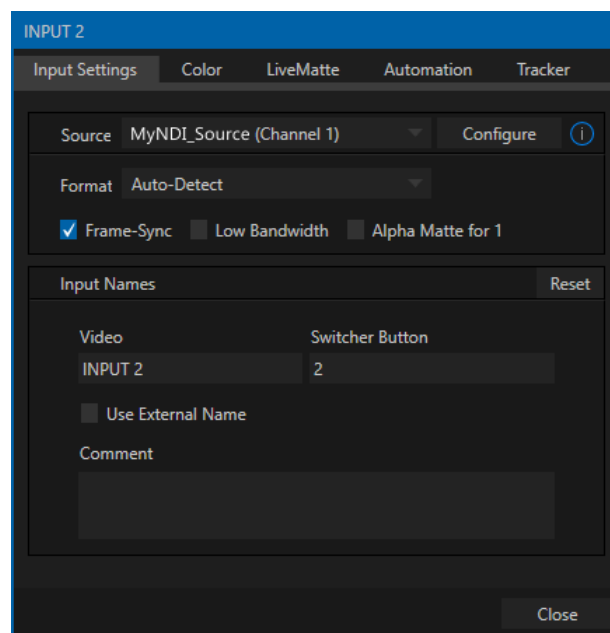 INPUT 2
Input Settings Color LiveMatte Automation Tracker
Source MyNDI_Source (Channel 1) Configure i
Format Auto-Detect
Frame-Sync Low Bandwidth Alpha Matte for 1
Input Names Reset
Video Switcher Button
INPUT 2 2
Use External Name
Comment
Close